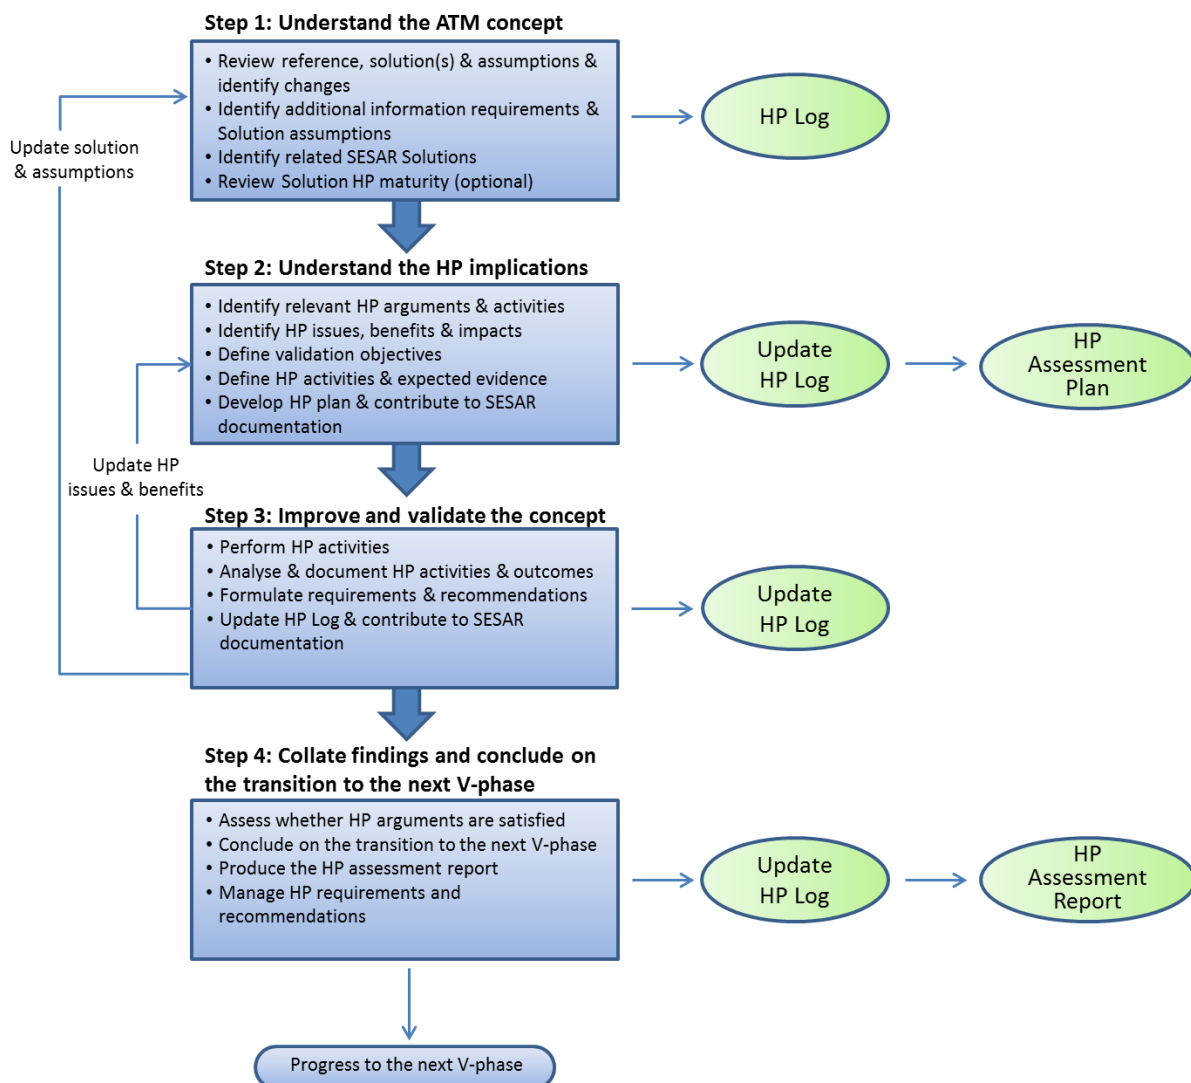 Step 1: Understand the ATM concept
• Review reference, solution(s) & assumptions &
identify changes
• Identify additional information requirements &
Solution assumptions
• Identify related SESAR Solutions
• Review Solution HP maturity (optional)
HP Log
Update solution
& assumptions
Step 2: Understand the HP implications
• Identify relevant HP arguments & activities
• Identify HP issues, benefits & impacts
• Define validation objectives
• Define HP activities & expected evidence
• Develop HP plan & contribute to SESAR
documentation
Update
HP Log
HP
Assessment
Plan
Update HP
issues & benefits
Step 3: Improve and validate the concept
• Perform HP activities
• Analyse & document HP activities & outcomes
• Formulate requirements & recommendations
• Update HP Log & contribute to SESAR
documentation
Update
HP Log
Step 4: Collate findings and conclude on
the transition to the next V-phase
• Assess whether HP arguments are satisfied
• Conclude on the transition to the next V-phase
• Produce the HP assessment report
• Manage HP requirements and
recommendations
Update
HP Log
HP
Assessment
Report
Progress to the next V-phase